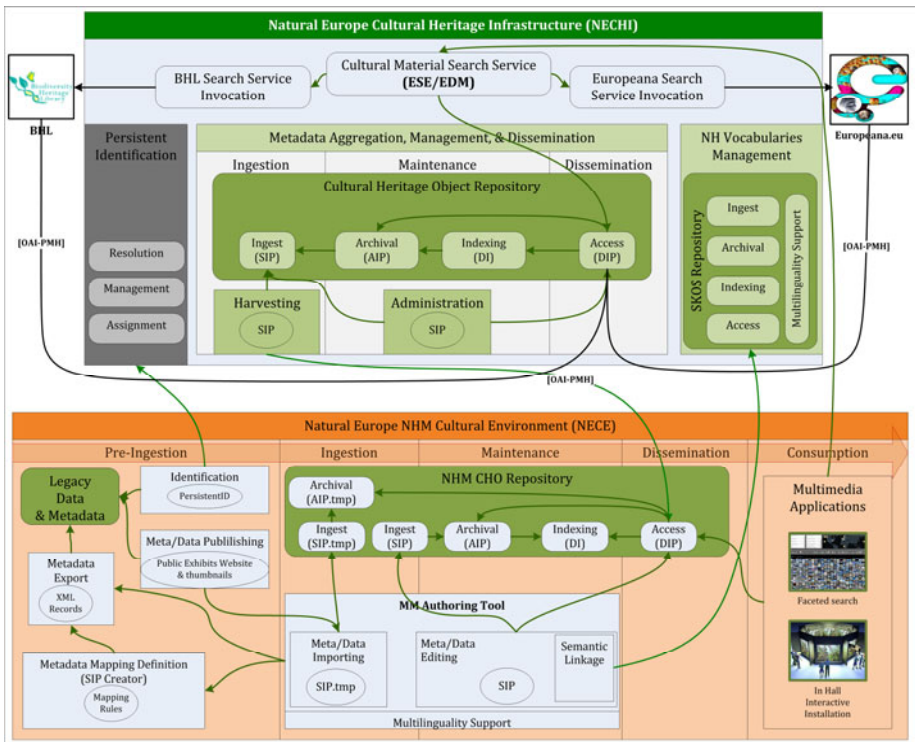 Natural Europe Cultural Heritage Infrastructure (NECHI)
BHL Search Service
Invocation
Cultural Material Search Service
(ESE/EDM)
Europeana Search
Service Invocation
Biodiversity
Heritage
Library
BHL
Europeana.eu
Persistent
Identification
Resolution
Management
Assignment
Metadata Aggregation, Management, & Dissemination
Ingestion
Maintenance
Dissemination
Cultural Heritage Object Repository
Ingest
(SIP)
Archival
(AIP)
Indexing
(DI)
Access
(DIP)
Harvesting
SIP
Administration
SIP
NH Vocabularies
Management
SKOS Repository
Ingest
Archival
Indexing
Access
Multilinguality Support
[OAI-PMH]
[OAI-PMH]
[OAI-PMH]
Natural Europe NHM Cultural Environment (NECE)
Pre-Ingestion
Ingestion
Maintenance
Dissemination
Consumption
Legacy
Data
& Metadata
Identification
PersistentID
Meta/Data Publilishing
Public Exhibits Website
& thumbnails
Metadata
Export
XML
Records
Metadata Mapping Definition
(SIP Creator)
Mapping
Rules
NHM CHO Repository
Archival
(AIP.tmp)
Ingest
(SIP.tmp)
Ingest
(SIP)
Archival
(AIP)
Indexing
(DI)
Access
(DIP)
MM Authoring Tool
Meta/Data
Importing
SIP.tmp
Meta/Data
Editing
SIP
Semantic
Linkage
Multilinguality Support
Multimedia
Applications
Faceted search
In Hall
Interactive
Installation